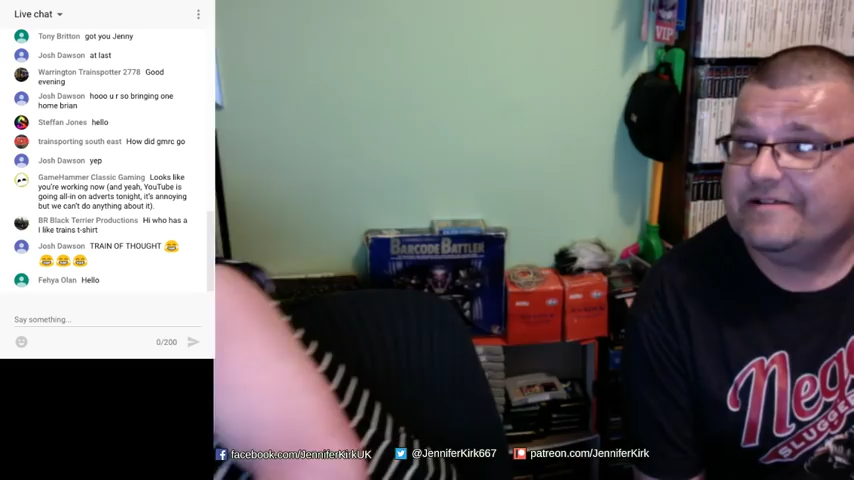 Live chat
Tony Britton got you Jenny
Josh Dawson at last
Warrington Trainspotter 2778 Good
evening
Josh Dawson hooo u r so bringing one
home brian
Steffan Jones hello
trainsporting south east How did gmrc go
Josh Dawson yep
GameHammer Classic Gaming Looks like
you're working now (and yeah, YouTube is
going all-in on adverts tonight, it's annoying
but we can't do anything about it).
BR Black Terrier Productions Hi who has a
I like trains t-shirt
Josh Dawson TRAIN OF THOUGHT 😂
😂 😂 😂
Fehya Olan Hello
Say something...
0/200
VIP
BARCODE BATTLER
SLUGGER
facebook.com/JenniferKirkUK
@JenniferKirk667
patreon.com/JenniferKirk